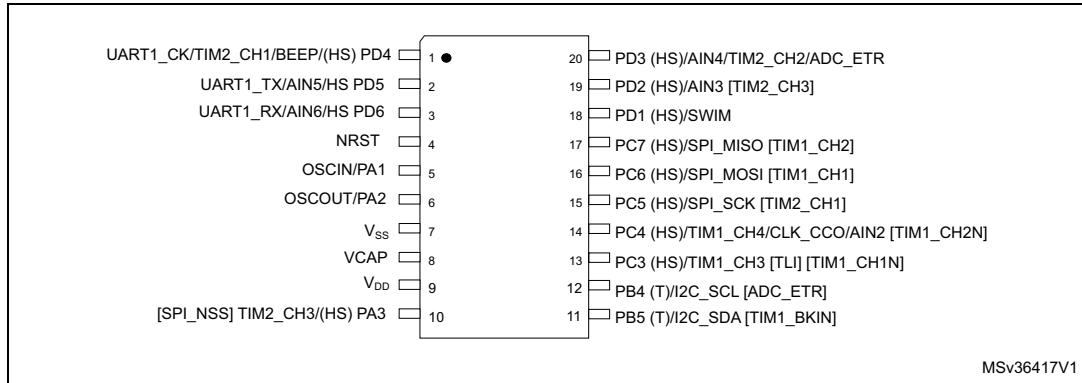 UART1_CK/TIM2_CH1/BEEP/(HS) PD4 1
UART1_TX/AIN5/HS PD5 2
UART1_RX/AIN6/HS PD6 3
NRST 4
OSCIN/PA1 5
OSCOUT/PA2 6
VSS 7
VCAP 8
VDD 9
[SPI_NSS] TIM2_CH3/(HS) PA3 10
20 PD3 (HS)/AIN4/TIM2_CH2/ADC_ETR
19 PD2 (HS)/AIN3 [TIM2_CH3]
18 PD1 (HS)/SWIM
17 PC7 (HS)/SPI_MISO [TIM1_CH2]
16 PC6 (HS)/SPI_MOSI [TIM1_CH1]
15 PC5 (HS)/SPI_SCK [TIM2_CH1]
14 PC4 (HS)/TIM1_CH4/CLK_CCO/AIN2 [TIM1_CH2N]
13 PC3 (HS)/TIM1_CH3 [TLI] [TIM1_CH1N]
12 PB4 (T)/I2C_SCL [ADC_ETR]
11 PB5 (T)/I2C_SDA [TIM1_BKIN]
MSv36417V1